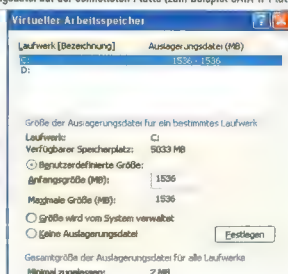 Virtueller Arbeitsspeicher
Laufwerk [Bezeichnung] Auslagerungsdatei (MB)
C: 1536 - 1536
D:
Größe der Auslagerungsdatei für ein bestimmtes Laufwerk
Laufwerk: C:
Verfügbarer Speicherplatz: 5033 MB
Benutzerdefinierte Größe:
Anfangsgröße (MB): 1536
Maximale Größe (MB): 1536
Größe wird vom System verwaltet
Keine Auslagerungsdatei Festlegen
Gesamtgröße der Auslagerungsdatei für alle Laufwerke
Minimal zugelassen: 2 MB